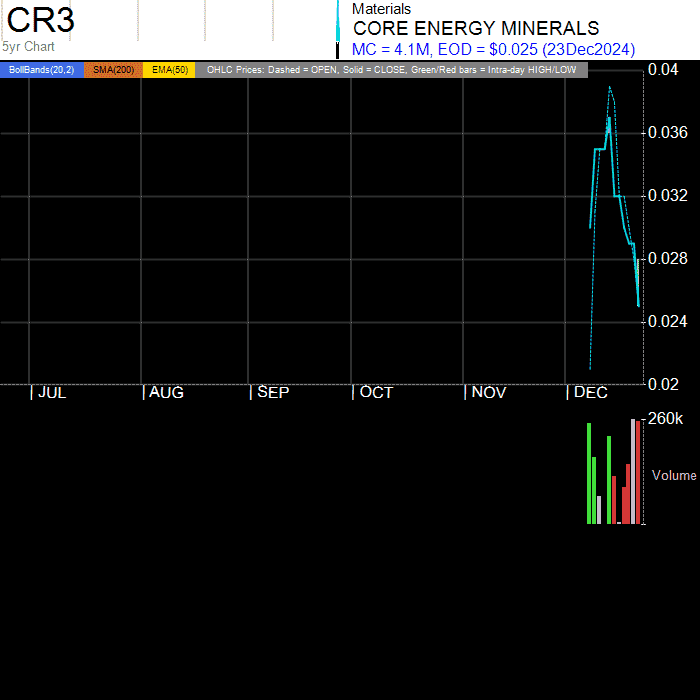 CR3
5yr Chart
Materials
CORE ENERGY MINERALS
MC = 4.1M, EOD = $0.025 (23Dec2024)
BollBands(20,2) SMA(200) EMA(50) OHLC Prices: Dashed = OPEN, Solid = CLOSE, Green/Red bars = Intra-day HIGH/LOW
0.04
0.036
0.032
0.028
0.024
0.02
JUL AUG SEP OCT NOV DEC
260k
Volume